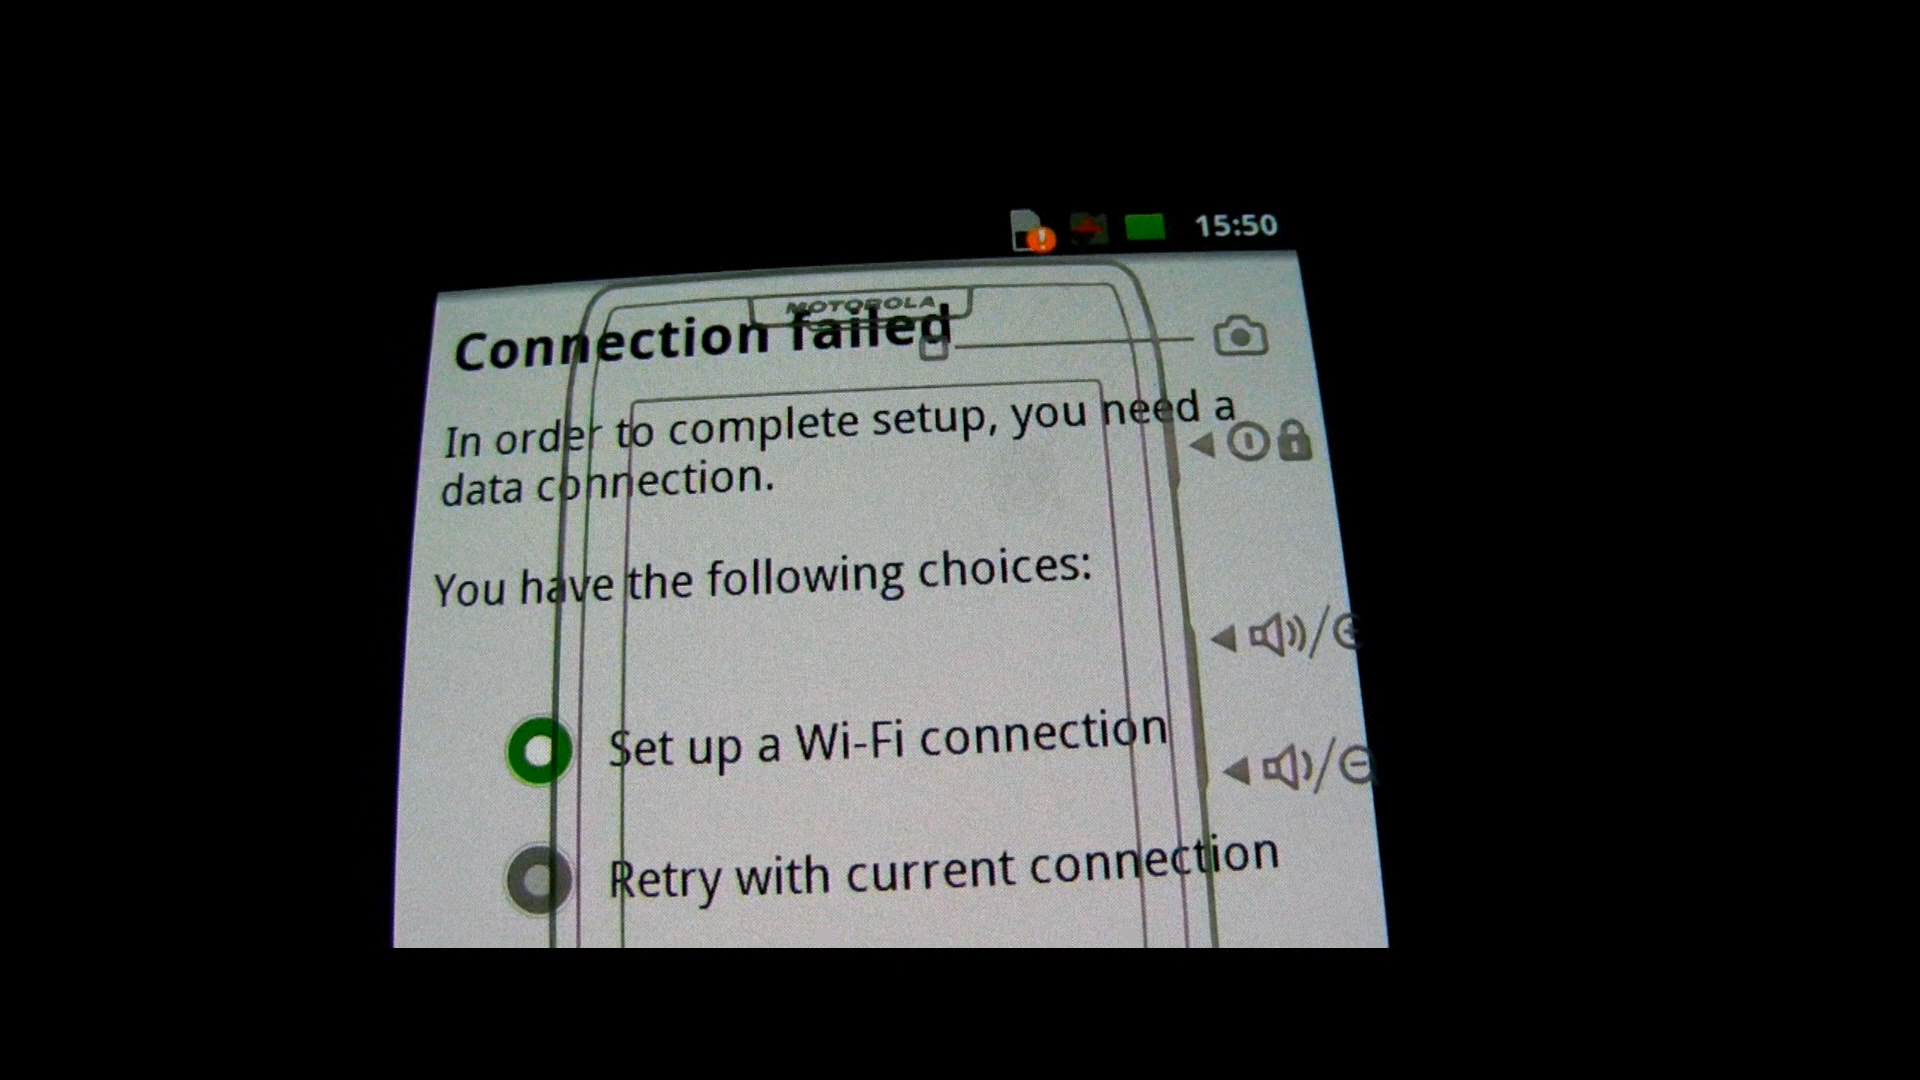 15:50
MOTOROLA
Connection failed
In order to complete setup, you need a
data connection.
You have the following choices:
Set up a Wi-Fi connection
Retry with current connection